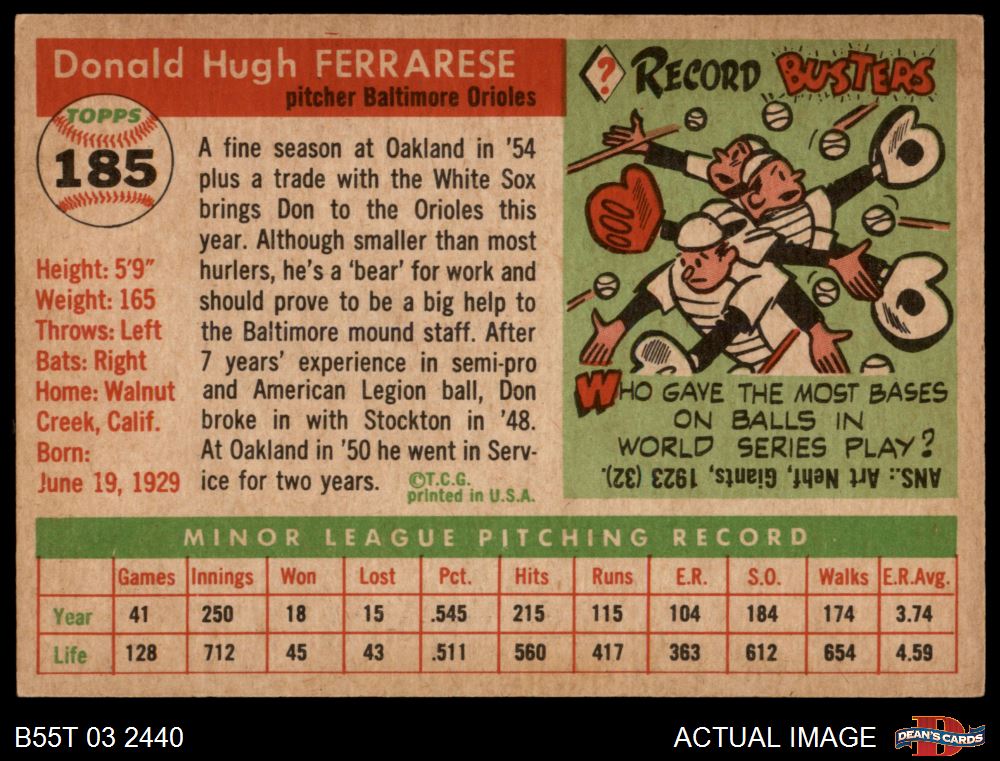 Donald Hugh FERRARESE
pitcher Baltimore Orioles
TOPPS
185
Height: 5'9"
Weight: 165
Throws: Left
Bats: Right
Home: Walnut
Creek, Calif.
Born:
June 19, 1929
A fine season at Oakland in '54
plus a trade with the White Sox
brings Don to the Orioles this
year. Although smaller than most
hurlers, he's a 'bear' for work and
should prove to be a big help to
the Baltimore mound staff. After
7 years' experience in semi-pro
and American Legion ball, Don
broke in with Stockton in '48.
At Oakland in '50 he went in Serv-
ice for two years.
©T.C.G.
printed in U.S.A.
? RECORD BUSTERS
WHO GAVE THE MOST BASES
ON BALLS IN
WORLD SERIES PLAY?
ANS.: Art Nehf, Giants, 1923 (32).
MINOR LEAGUE PITCHING RECORD
Games Innings Won Lost Pct. Hits Runs E.R. S.O. Walks E.R.Avg.
Year 41 250 18 15 .545 215 115 104 184 174 3.74
Life 128 712 45 43 .511 560 417 363 612 654 4.59
B55T 03 2440
ACTUAL IMAGE
D
DEAN'S CARDS